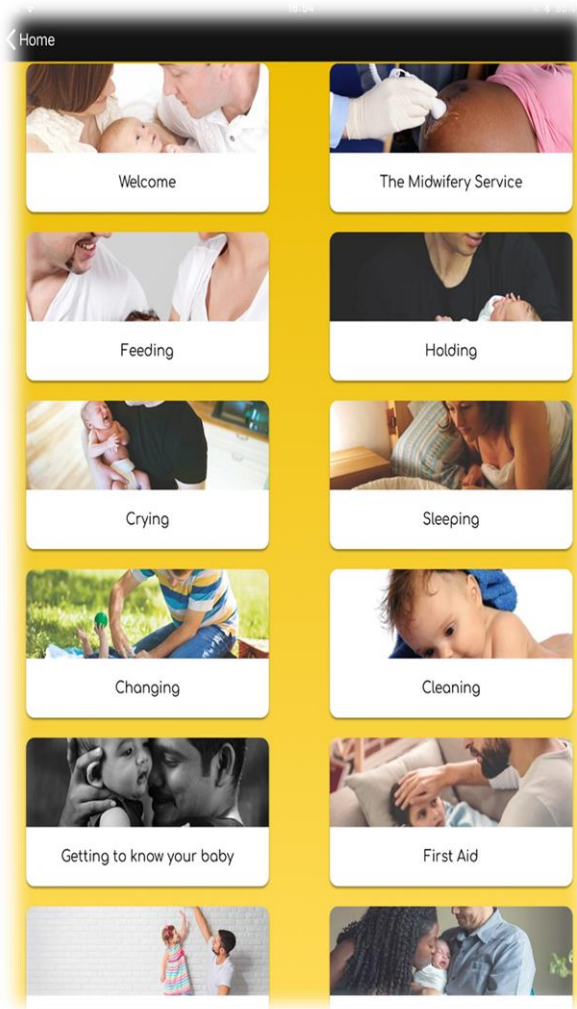 Home
Welcome
The Midwifery Service
Feeding
Holding
Crying
Sleeping
Changing
Cleaning
Getting to know your baby
First Aid